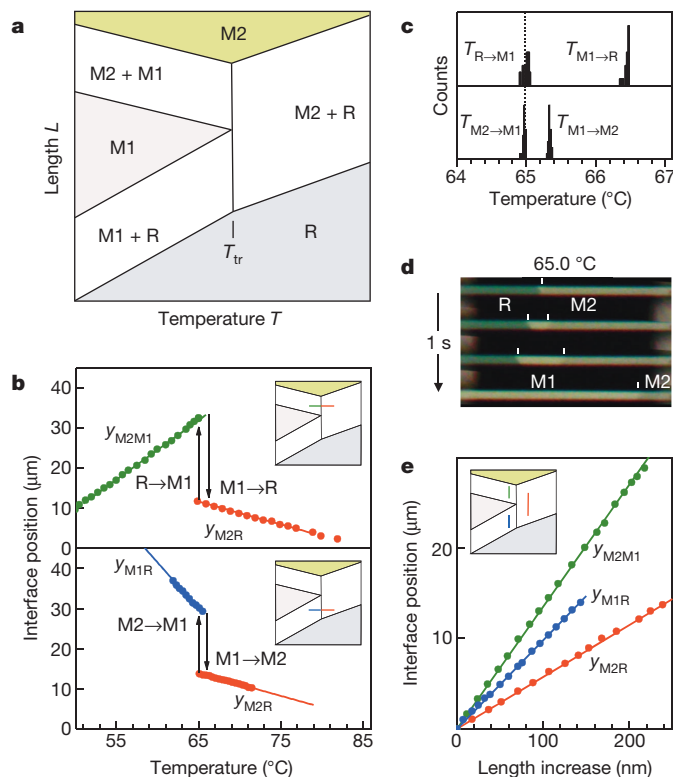 a
M2
M2 + M1
M2 + R
M1
M1 + R
R
T_tr
Length L
Temperature T
b
40
30
20
10
0
y_M2M1
R→M1
M1→R
y_M2R
40
30
20
10
0
y_M1R
M2→M1
M1→M2
y_M2R
55
65
75
85
Interface position (μm)
Temperature (°C)
c
T_R→M1
T_M1→R
T_M2→M1
T_M1→M2
Counts
64
65
66
67
Temperature (°C)
d
65.0 °C
R
M2
1 s
M1
M2
e
20
10
y_M2M1
y_M1R
y_M2R
0
100
200
Interface position (μm)
Length increase (nm)